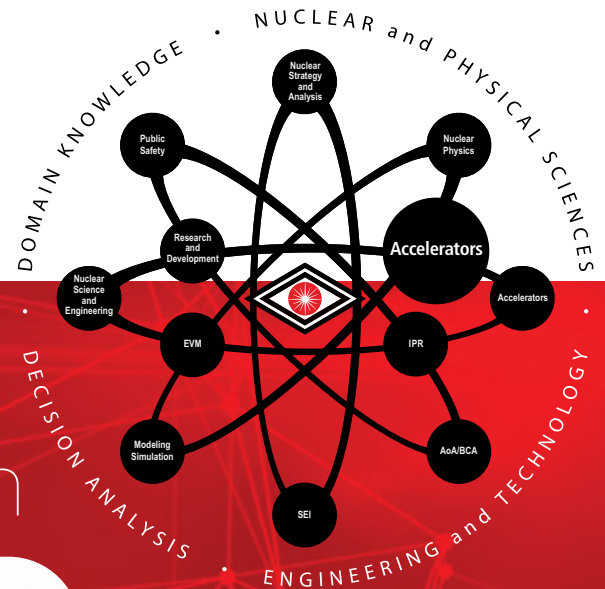 DOMAIN KNOWLEDGE • NUCLEAR and PHYSICAL SCIENCES •
Nuclear
Strategy
and
Analysis
Public
Safety
Nuclear
Physics
Research
and
Development
Accelerators
Nuclear
Science
and
Engineering
Accelerators
EVM
IPR
Modeling
Simulation
AoA/BCA
SEI
• DECISION ANALYSIS • ENGINEERING and TECHNOLOGY